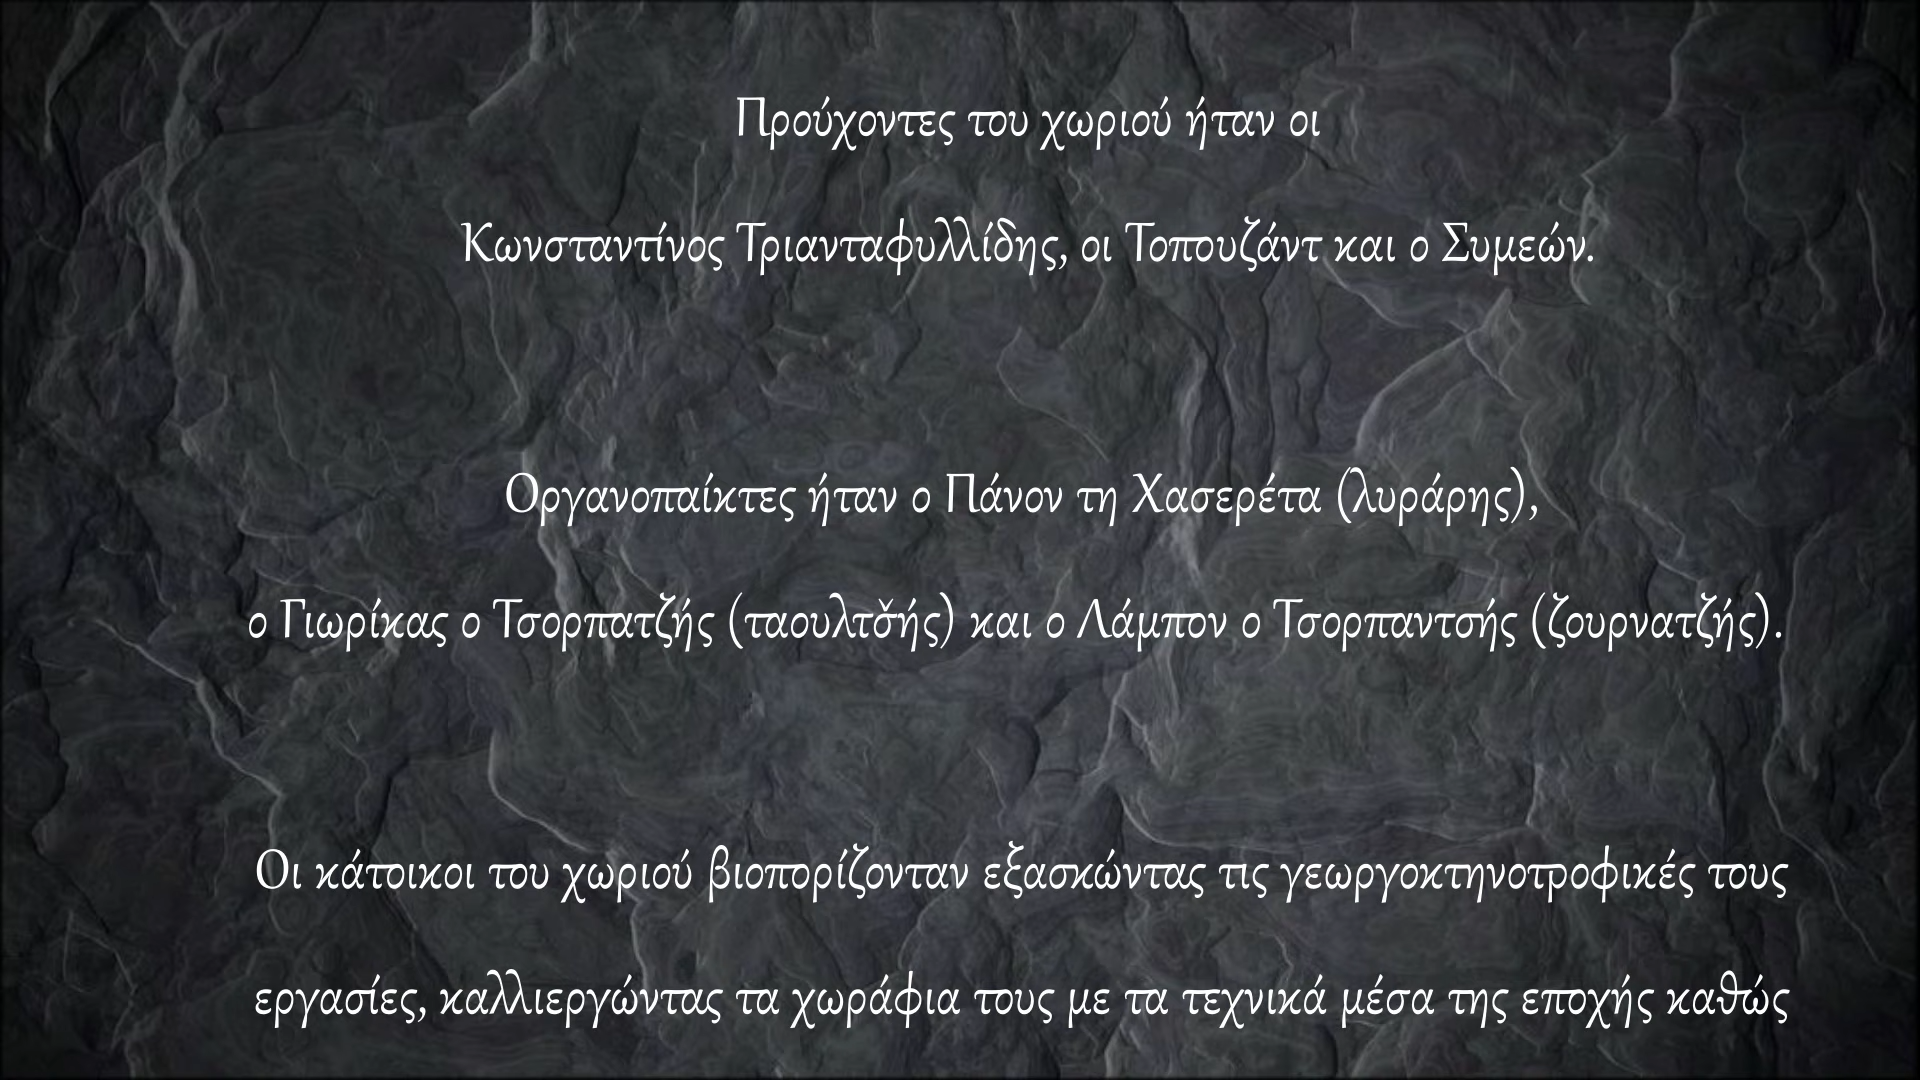 Προύχοντες του χωριού ήταν οι
Κωνσταντίνος Τριανταφυλλίδης, οι Τοπουζάντ και ο Συμεών.
Οργανοπαίκτες ήταν ο Πάνον τη Χασερέτα (λυράρης),
ο Γιωρίκας ο Τσορπατζής (ταουλτσ̌ής) και ο Λάμπον ο Τσορπαντσής (ζουρνατζής).
Οι κάτοικοι του χωριού βιοπορίζονταν εξασκώντας τις γεωργοκτηνοτροφικές τους
εργασίες, καλλιεργώντας τα χωράφια τους με τα τεχνικά μέσα της εποχής καθώς